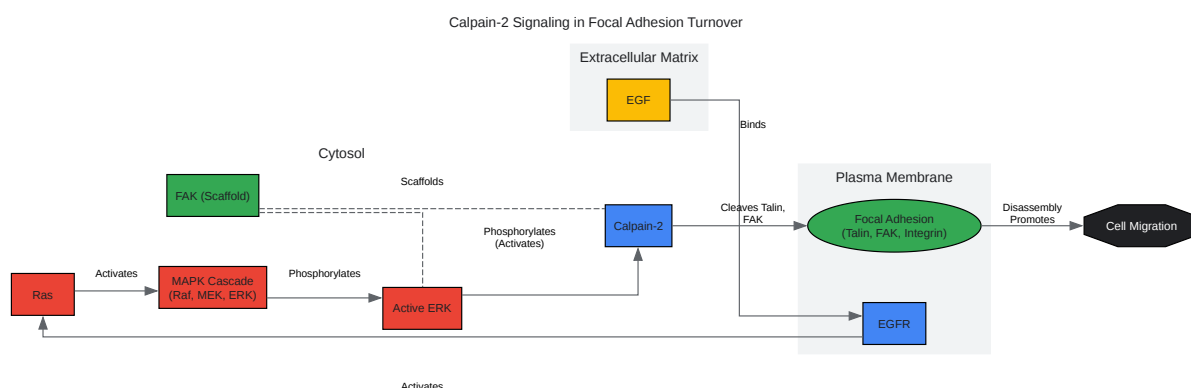 Calpain-2 Signaling in Focal Adhesion Turnover
Extracellular Matrix
EGF
Binds
Cytosol
FAK (Scaffold)
Scaffolds
Plasma Membrane
Calpain-2
Cleaves Talin,
FAK
Focal Adhesion
(Talin, FAK, Integrin)
Disassembly
Promotes
Cell Migration
Phosphorylates
(Activates)
Ras
Activates
MAPK Cascade
(Raf, MEK, ERK)
Phosphorylates
Active ERK
EGFR
Activates